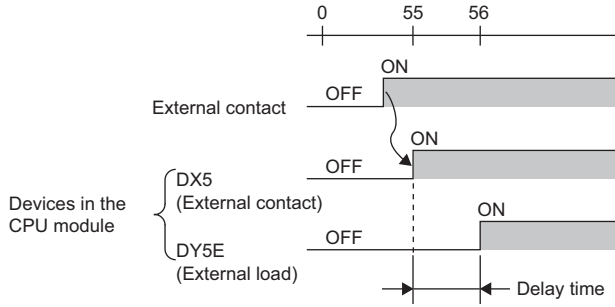 0 55 56
ON
External contact OFF
ON
DX5 OFF
(External contact)
Devices in the
CPU module
ON
DY5E OFF
(External load)
Delay time